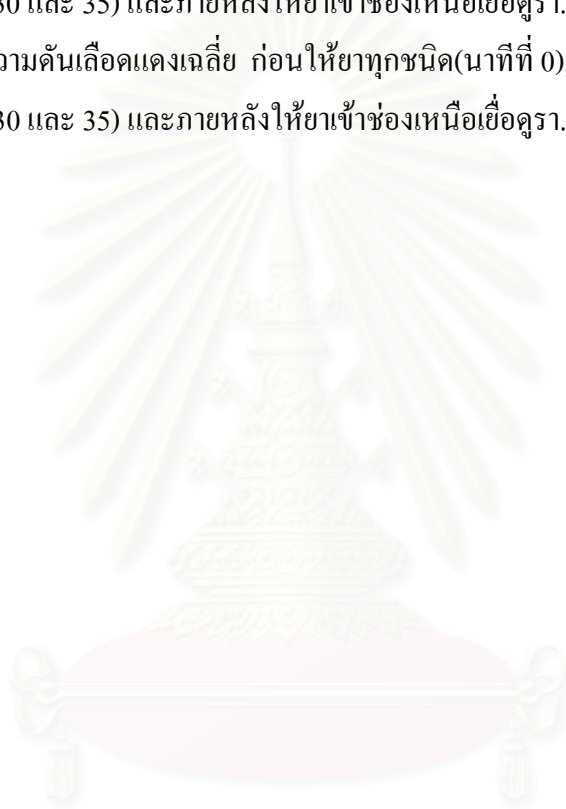 30 และ 35) และภายหลังให้ยาเข้าช่องเหนือเยื่อดูรา.
วามดันเลือดแดงเฉลี่ย ก่อนให้ยาทุกชนิด(นาทีที่ 0),
30 และ 35) และภายหลังให้ยาเข้าช่องเหนือเยื่อดูรา.